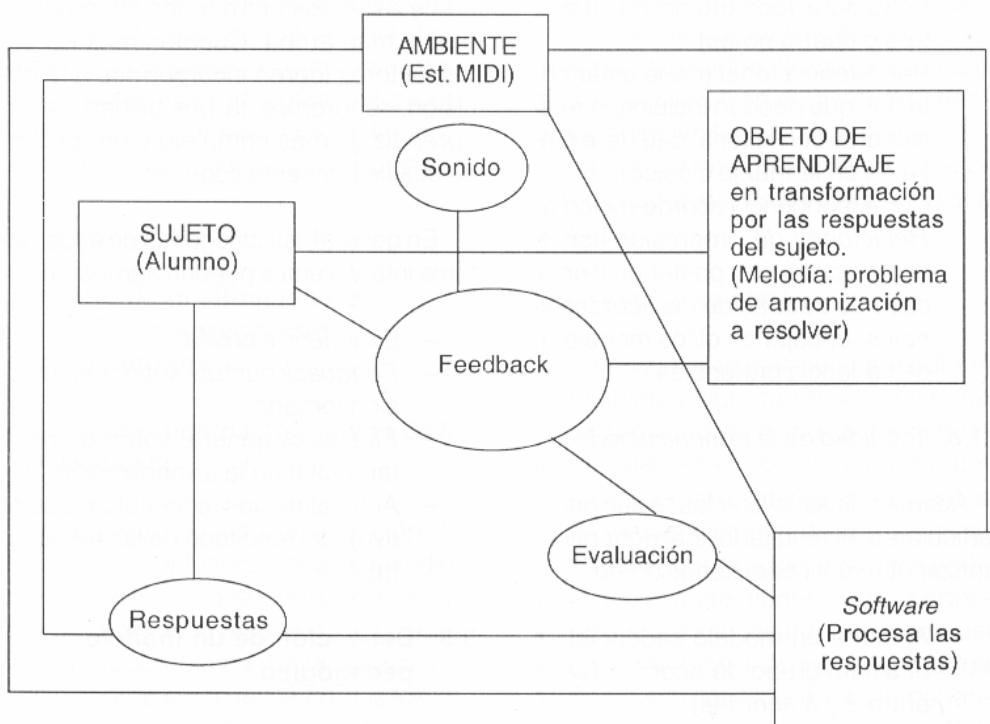 AMBIENTE
(Est. MIDI)
Sonido
OBJETO DE
APRENDIZAJE
en transformación
por las respuestas
del sujeto.
(Melodía: problema
de armonización
a resolver)
SUJETO
(Alumno)
Feedback
Evaluación
Respuestas
Software
(Procesa las
respuestas)